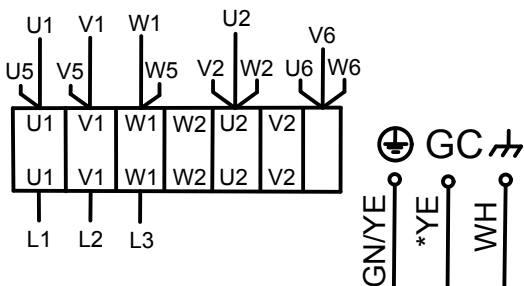 U1 V1 W1 U2 V6
U5 V5 W5 V2 W2 U6 W6
U1 V1 W1 W2 U2 V2
U1 V1 W1 W2 U2 V2
L1 L2 L3
GC
GN/YE
*YE
WH